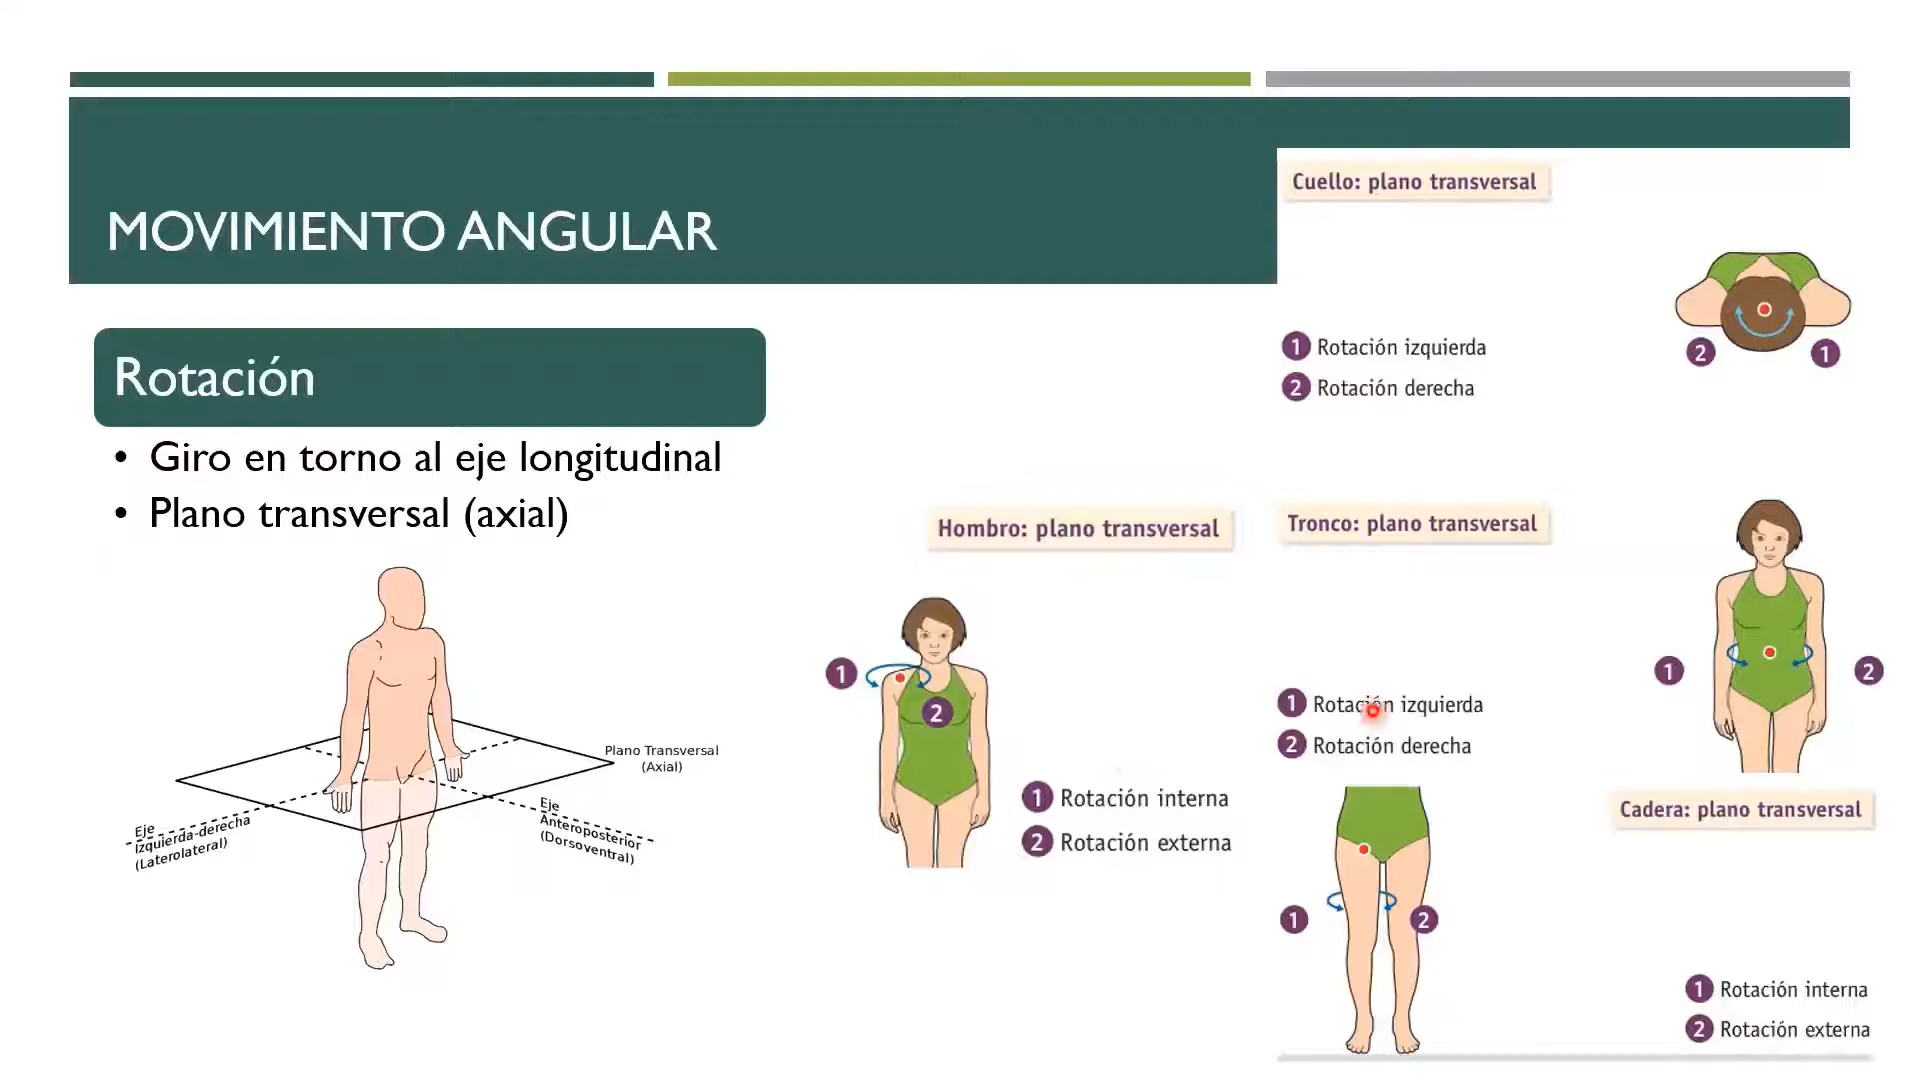 MOVIMIENTO ANGULAR
Rotación
• Giro en torno al eje longitudinal
• Plano transversal (axial)
Plano Transversal
(Axial)
Eje
Izquierda-derecha
(Laterolateral)
Eje
Anteroposterior
(Dorsoventral)
Hombro: plano transversal
1
2
1 Rotación interna
2 Rotación externa
Cuello: plano transversal
2
1
1 Rotación izquierda
2 Rotación derecha
Tronco: plano transversal
1
2
1 Rotación izquierda
2 Rotación derecha
Cadera: plano transversal
1
2
1 Rotación interna
2 Rotación externa